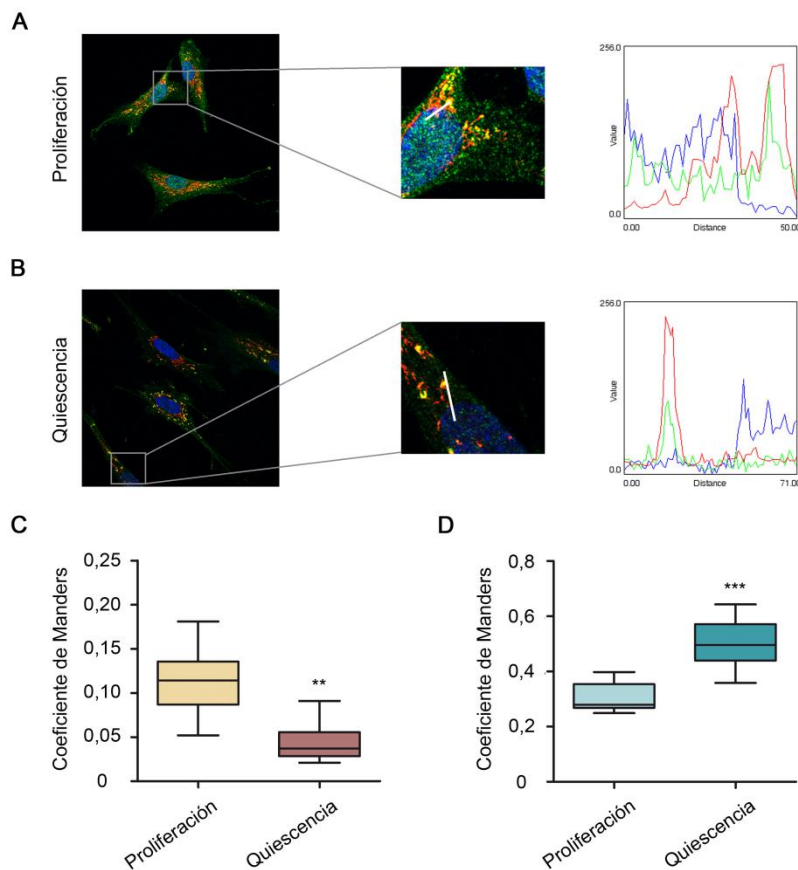 A
Proliferación
256.0
Value
0.0
0.00
Distance
50.00
B
Quiescencia
256.0
Value
0.0
0.00
Distance
71.00
C
Coeficiente de Manders
0,25
0,20
0,15
0,10
0,05
0
**
Proliferación
Quiescencia
D
Coeficiente de Manders
0,8
0,6
0,4
0,2
0
***
Proliferación
Quiescencia